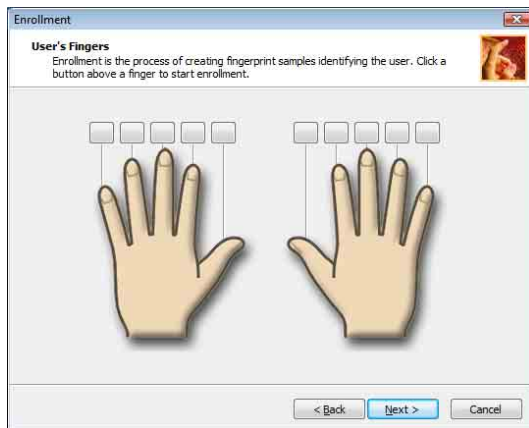 Enrollment
User's Fingers
Enrollment is the process of creating fingerprint samples identifying the user. Click a
button above a finger to start enrollment.
< Back
Next >
Cancel